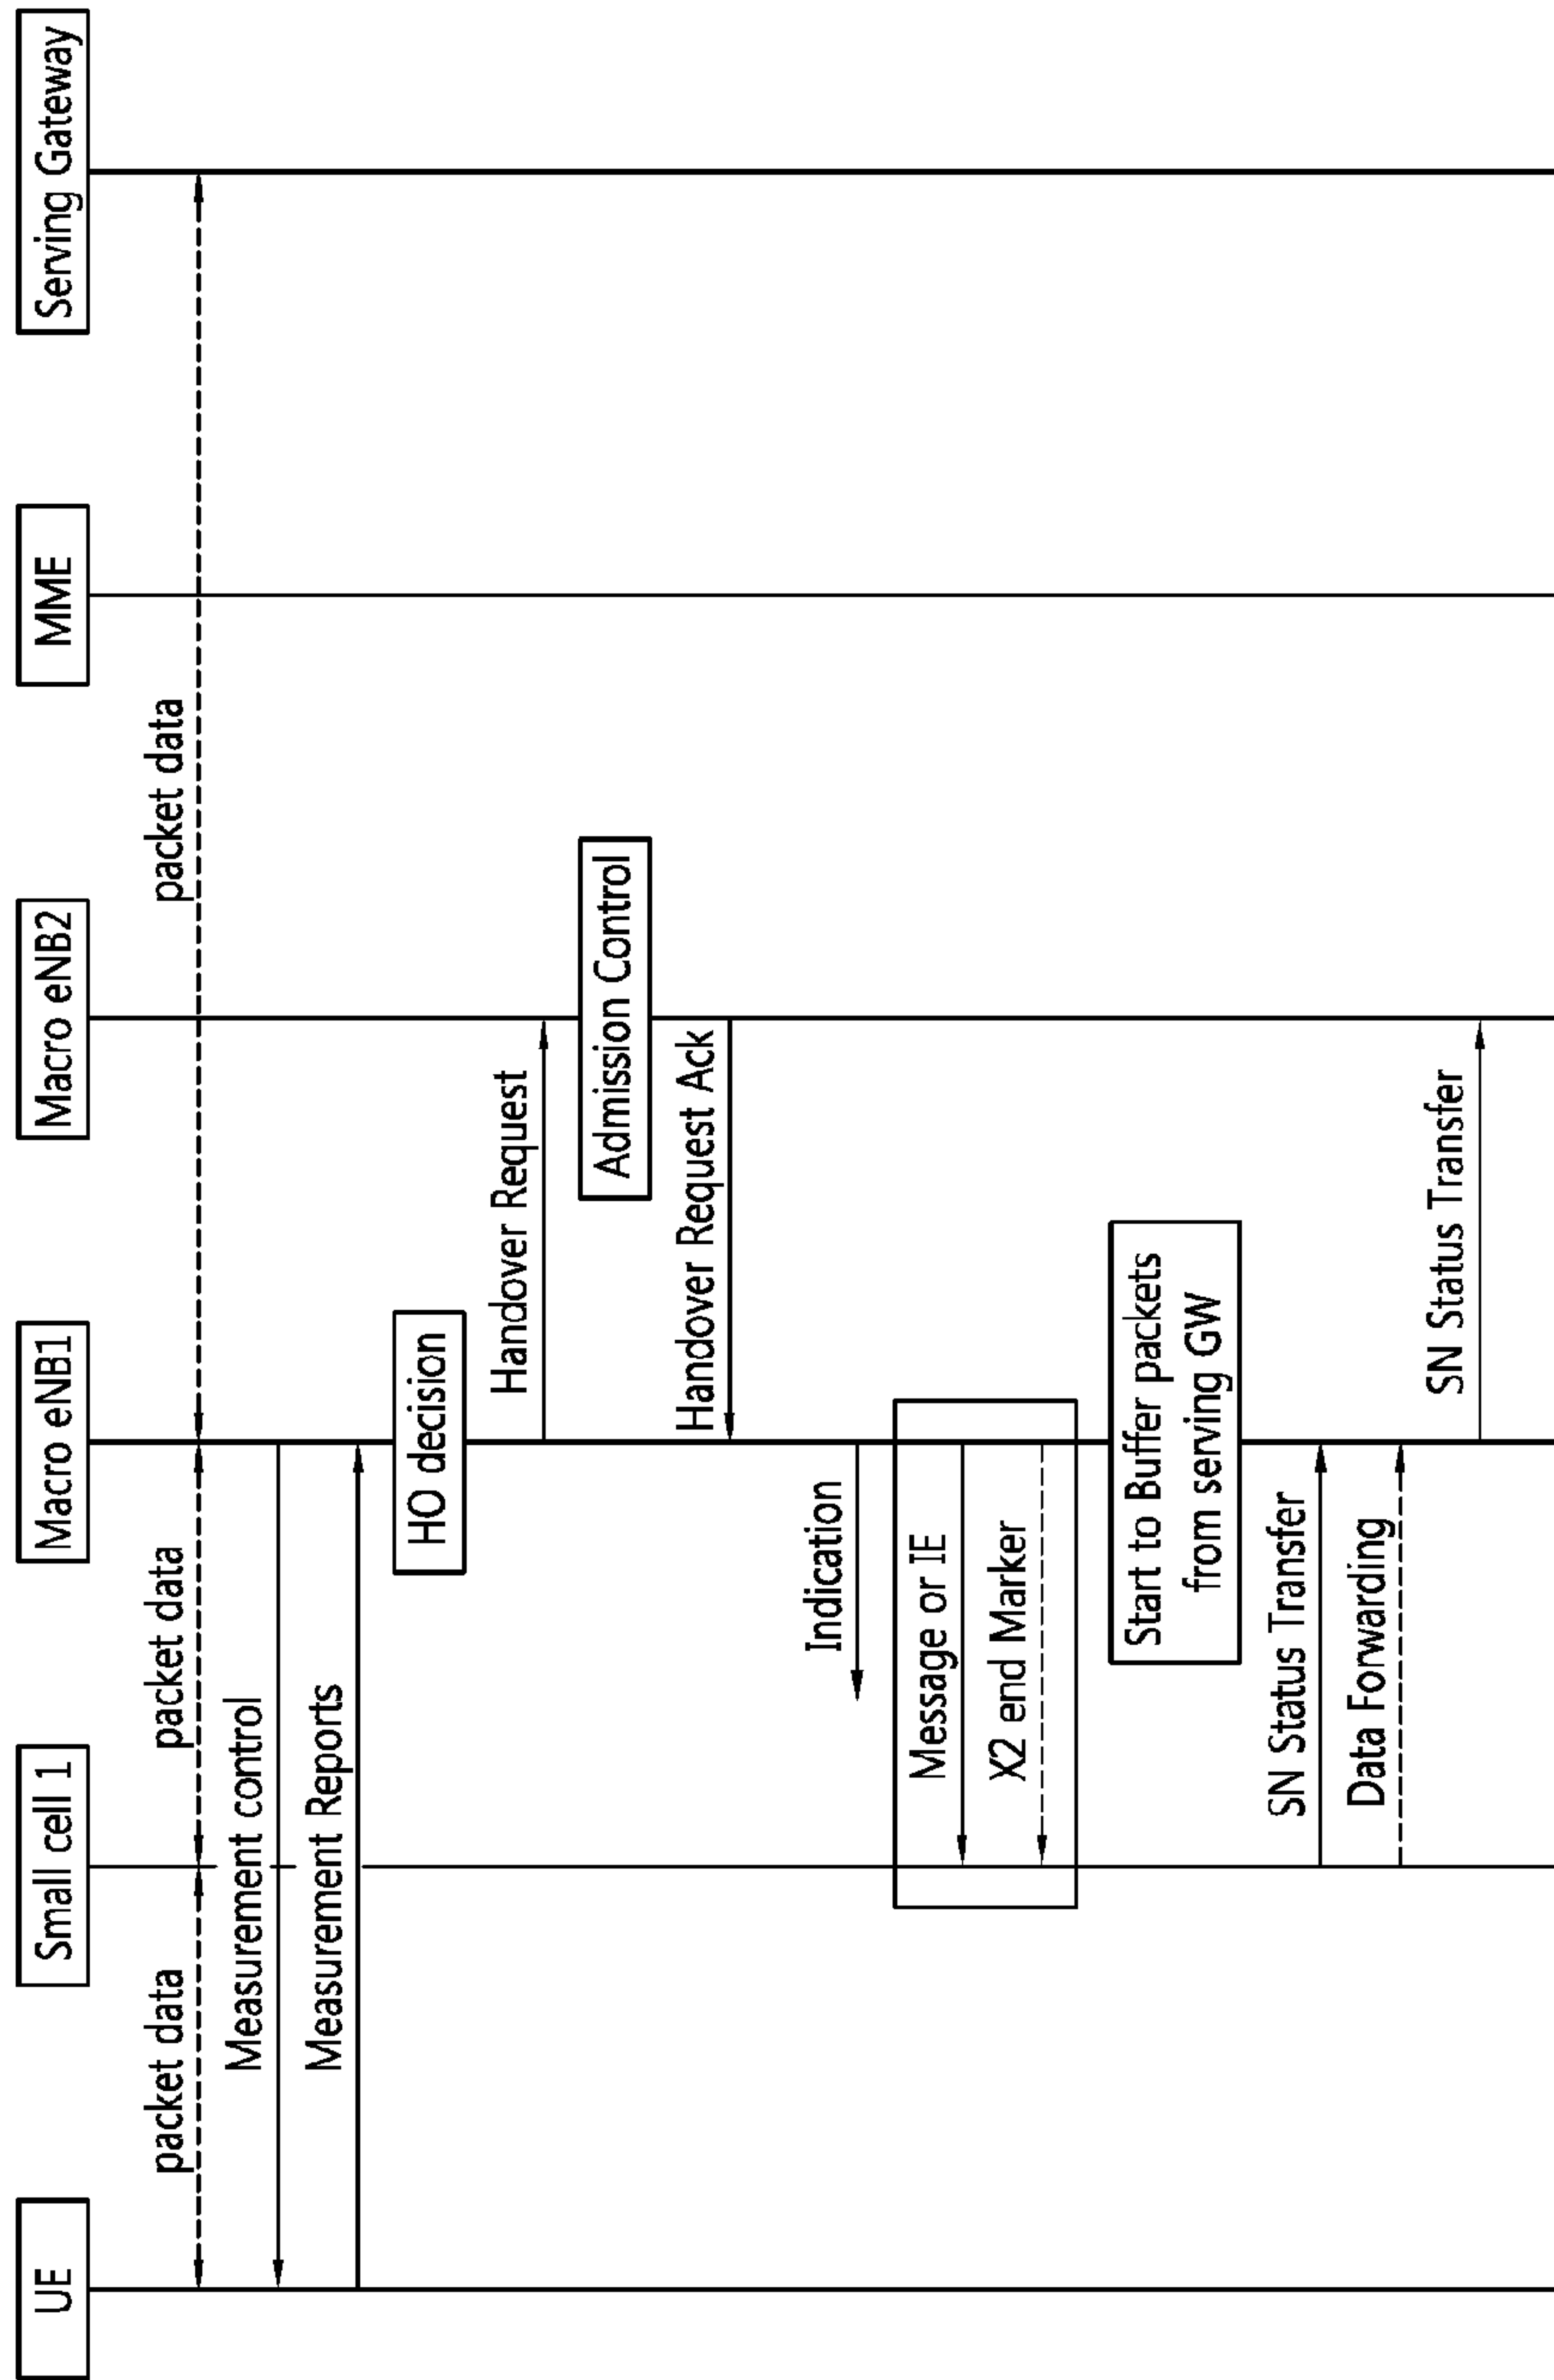 UE
Small cell 1
Macro eNB1
Macro eNB2
MME
Serving Gateway
packet data
packet data
packet data
Measurement control
Measurement Reports
HO decision
Handover Request
Admission Control
Handover Request Ack
Indication
Message or IE
X2 end Marker
Start to Buffer packets
from serving GW
SN Status Transfer
Data Forwarding
SN Status Transfer